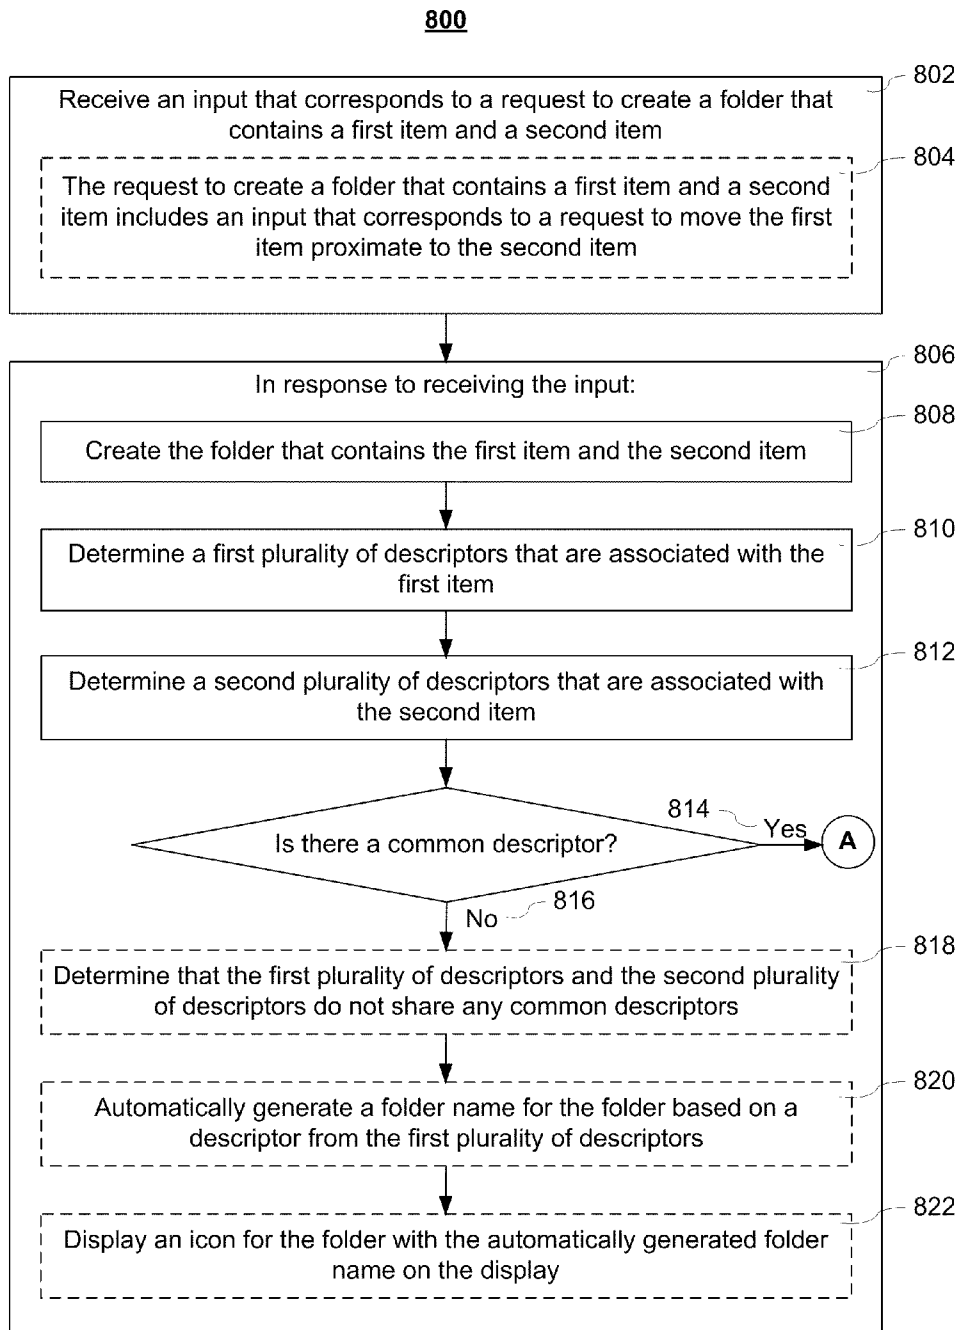 800
802
Receive an input that corresponds to a request to create a folder that
contains a first item and a second item
804
The request to create a folder that contains a first item and a second
item includes an input that corresponds to a request to move the first
item proximate to the second item
806
In response to receiving the input:
808
Create the folder that contains the first item and the second item
810
Determine a first plurality of descriptors that are associated with the
first item
812
Determine a second plurality of descriptors that are associated with
the second item
814
Is there a common descriptor?
Yes
A
816
No
818
Determine that the first plurality of descriptors and the second plurality
of descriptors do not share any common descriptors
820
Automatically generate a folder name for the folder based on a
descriptor from the first plurality of descriptors
822
Display an icon for the folder with the automatically generated folder
name on the display